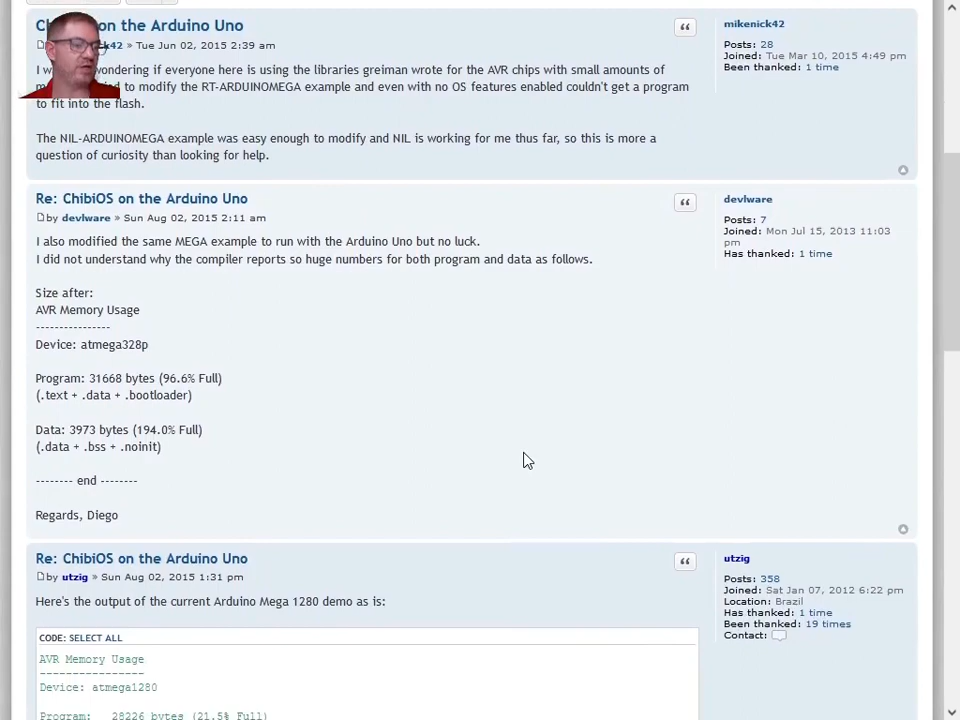 Ch on the Arduino Uno
ck42 » Tue Jun 02, 2015 2:39 am
I w wondering if everyone here is using the libraries greiman wrote for the AVR chips with small amounts of
m d to modify the RT-ARDUINOMEGA example and even with no OS features enabled couldn't get a program
to fit into the flash.
The NIL-ARDUINOMEGA example was easy enough to modify and NIL is working for me thus far, so this is more a
question of curiosity than looking for help.
mikenick42
Posts: 28
Joined: Tue Mar 10, 2015 4:49 pm
Been thanked: 1 time
Re: ChibiOS on the Arduino Uno
by devlware » Sun Aug 02, 2015 2:11 am
I also modified the same MEGA example to run with the Arduino Uno but no luck.
I did not understand why the compiler reports so huge numbers for both program and data as follows.
Size after:
AVR Memory Usage
----------------
Device: atmega328p
Program: 31668 bytes (96.6% Full)
(.text + .data + .bootloader)
Data: 3973 bytes (194.0% Full)
(.data + .bss + .noinit)
-------- end --------
Regards, Diego
devlware
Posts: 7
Joined: Mon Jul 15, 2013 11:03
pm
Has thanked: 1 time
Re: ChibiOS on the Arduino Uno
by utzig » Sun Aug 02, 2015 1:31 pm
Here's the output of the current Arduino Mega 1280 demo as is:
CODE: SELECT ALL
AVR Memory Usage
----------------
Device: atmega1280
Program: 28226 bytes (21.5% Full)
utzig
Posts: 358
Joined: Sat Jan 07, 2012 6:22 pm
Location: Brazil
Has thanked: 1 time
Been thanked: 19 times
Contact: